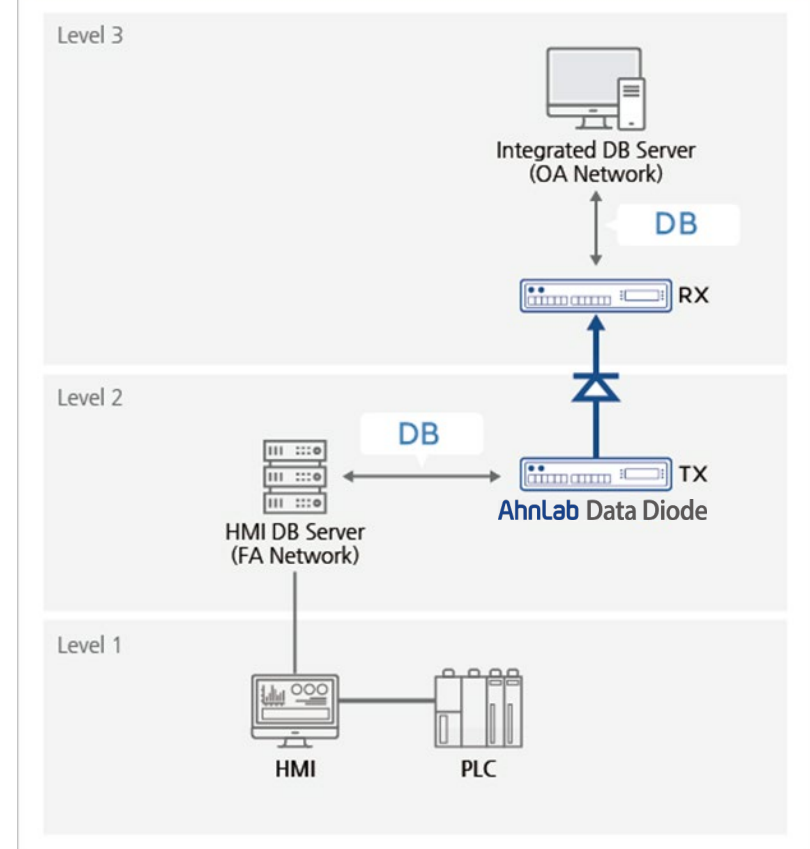 Level 3
Integrated DB Server
(OA Network)
DB
RX
Level 2
DB
TX
AhnLab Data Diode
HMI DB Server
(FA Network)
Level 1
HMI
PLC